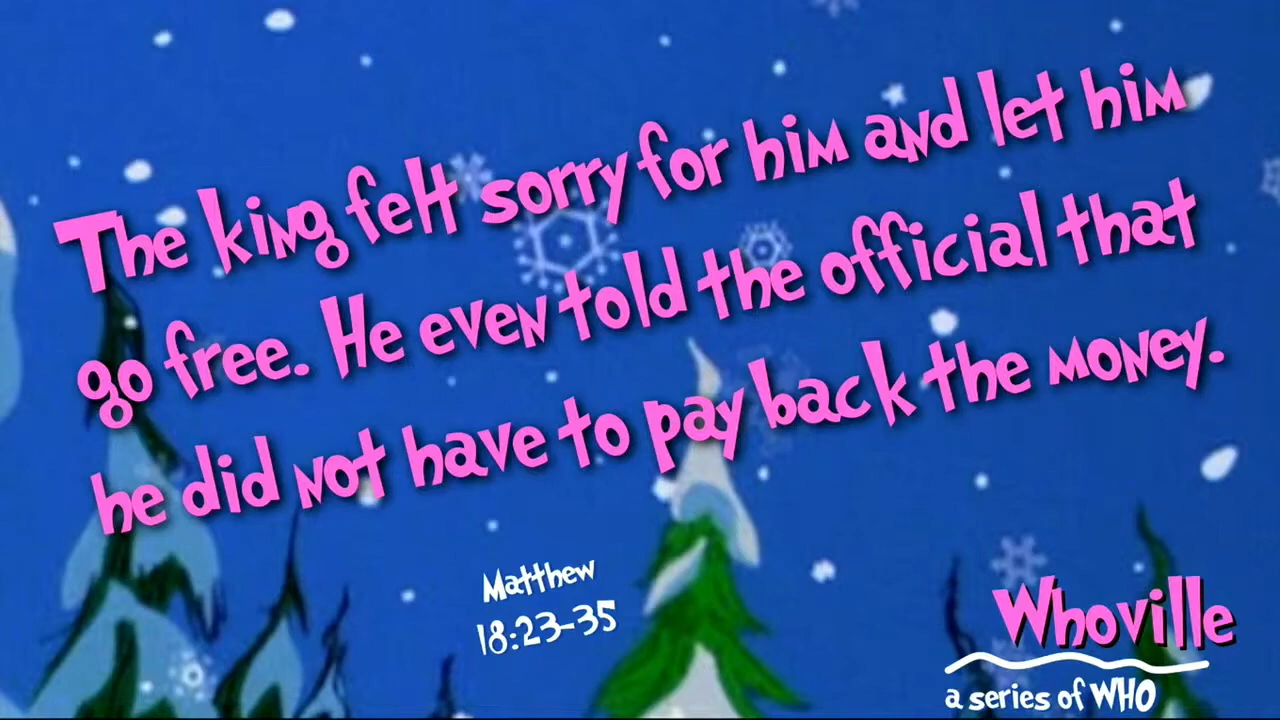 The king felt sorry for him and let him
go free. He even told the official that
he did not have to pay back the money.
Matthew
18:23-35
Whoville
a series of WHO